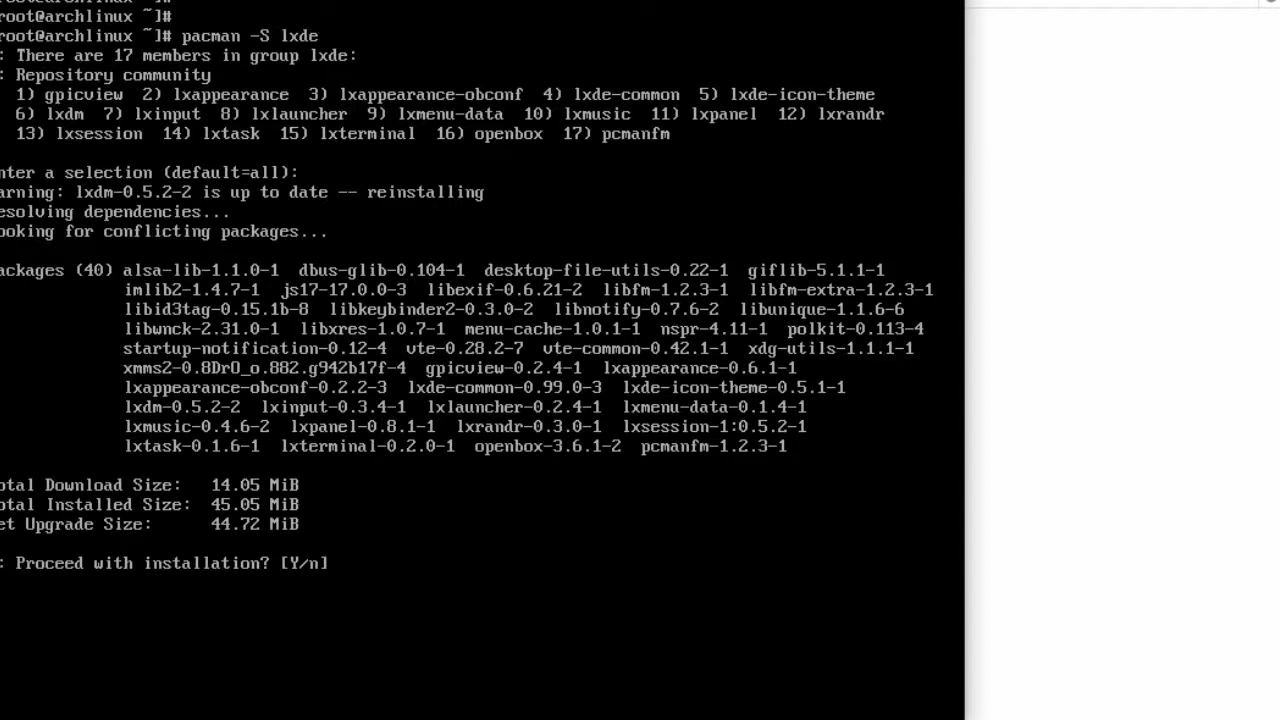 root@archlinux ~]#
root@archlinux ~]# pacman -S lxde
: There are 17 members in group lxde:
: Repository community
1) gpicview 2) lxappearance 3) lxappearance-obconf 4) lxde-common 5) lxde-icon-theme
6) lxdm 7) lxinput 8) lxlauncher 9) lxmenu-data 10) lxmusic 11) lxpanel 12) lxrandr
13) lxsession 14) lxtask 15) lxterminal 16) openbox 17) pcmanfm
nter a selection (default=all):
arning: lxdm-0.5.2-2 is up to date -- reinstalling
esolving dependencies...
ooking for conflicting packages...
ackages (40) alsa-lib-1.1.0-1 dbus-glib-0.104-1 desktop-file-utils-0.22-1 giflib-5.1.1-1
imlib2-1.4.7-1 js17-17.0.0-3 libexif-0.6.21-2 libfm-1.2.3-1 libfm-extra-1.2.3-1
libid3tag-0.15.1b-8 libkeybinder2-0.3.0-2 libnotify-0.7.6-2 libunique-1.1.6-6
libwnck-2.31.0-1 libxres-1.0.7-1 menu-cache-1.0.1-1 nspr-4.11-1 polkit-0.113-4
startup-notification-0.12-4 vte-0.28.2-7 vte-common-0.42.1-1 xdg-utils-1.1.1-1
xmms2-0.8DrO_o.882.g942b17f-4 gpicview-0.2.4-1 lxappearance-0.6.1-1
lxappearance-obconf-0.2.2-3 lxde-common-0.99.0-3 lxde-icon-theme-0.5.1-1
lxdm-0.5.2-2 lxinput-0.3.4-1 lxlauncher-0.2.4-1 lxmenu-data-0.1.4-1
lxmusic-0.4.6-2 lxpanel-0.8.1-1 lxrandr-0.3.0-1 lxsession-1:0.5.2-1
lxtask-0.1.6-1 lxterminal-0.2.0-1 openbox-3.6.1-2 pcmanfm-1.2.3-1
otal Download Size: 14.05 MiB
otal Installed Size: 45.05 MiB
et Upgrade Size: 44.72 MiB
: Proceed with installation? [Y/n]